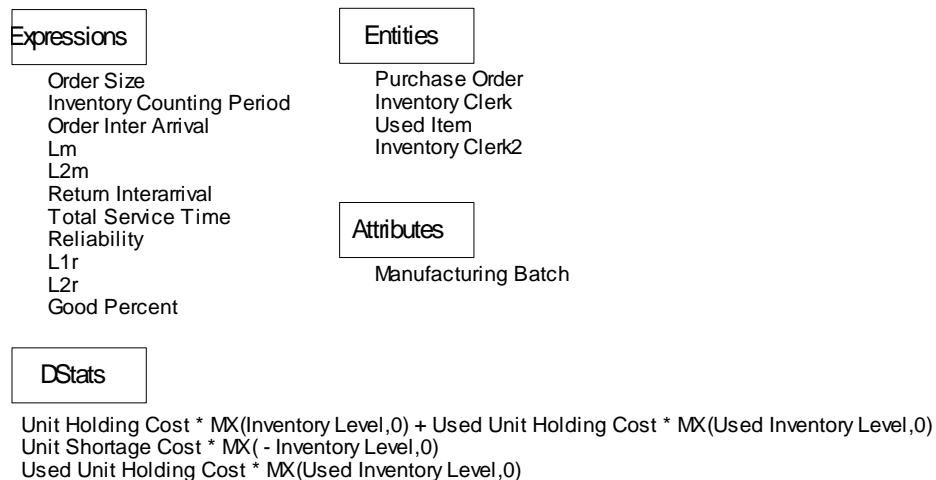 Expressions
Order Size
Inventory Counting Period
Order Inter Arrival
Lm
L2m
Return Interarrival
Total Service Time
Reliability
L1r
L2r
Good Percent
Entities
Purchase Order
Inventory Clerk
Used Item
Inventory Clerk2
Attributes
Manufacturing Batch
DStats
Unit Holding Cost * MX(Inventory Level,0) + Used Unit Holding Cost * MX(Used Inventory Level,0)
Unit Shortage Cost * MX( - Inventory Level,0)
Used Unit Holding Cost * MX(Used Inventory Level,0)